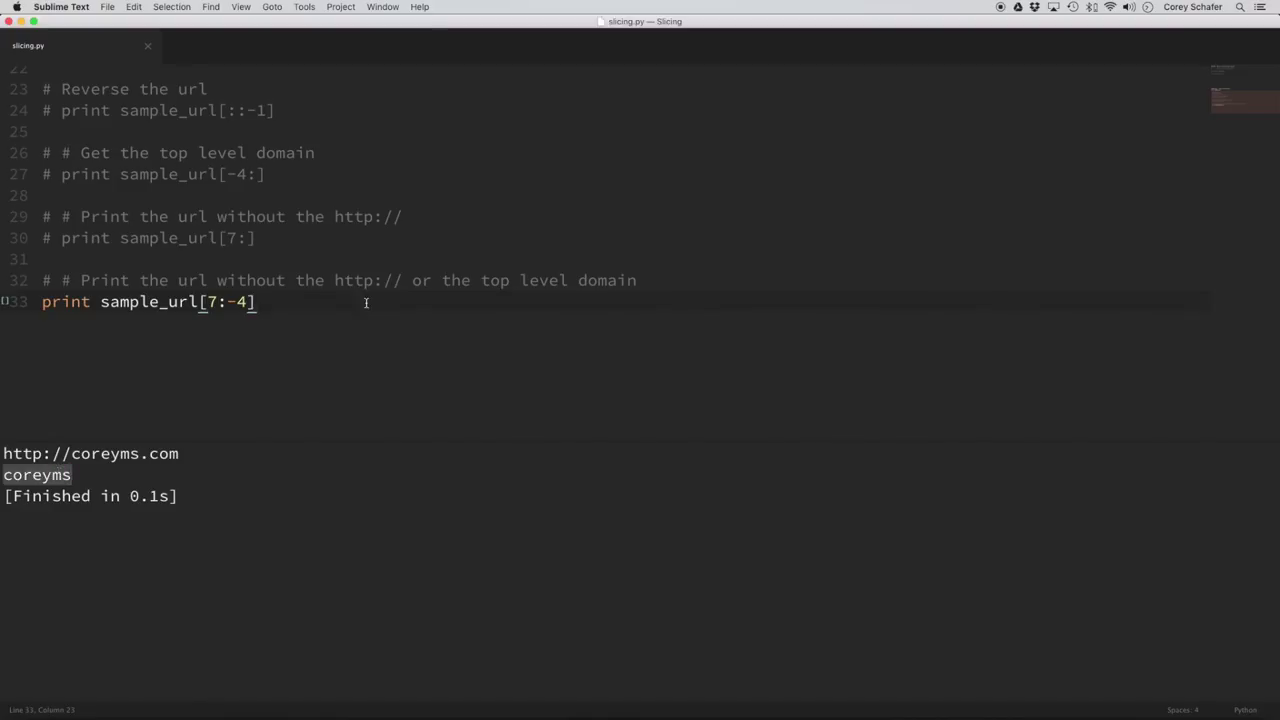 Sublime Text File Edit Selection Find View Goto Tools Project Window Help Corey Schafer
slicing.py — Slicing
slicing.py
22
23 # Reverse the url
24 # print sample_url[::-1]
25
26 # # Get the top level domain
27 # print sample_url[-4:]
28
29 # # Print the url without the http://
30 # print sample_url[7:]
31
32 # # Print the url without the http:// or the top level domain
33 print sample_url[7:-4]
http://coreyms.com
coreyms
[Finished in 0.1s]
Line 33, Column 23 Spaces: 4 Python